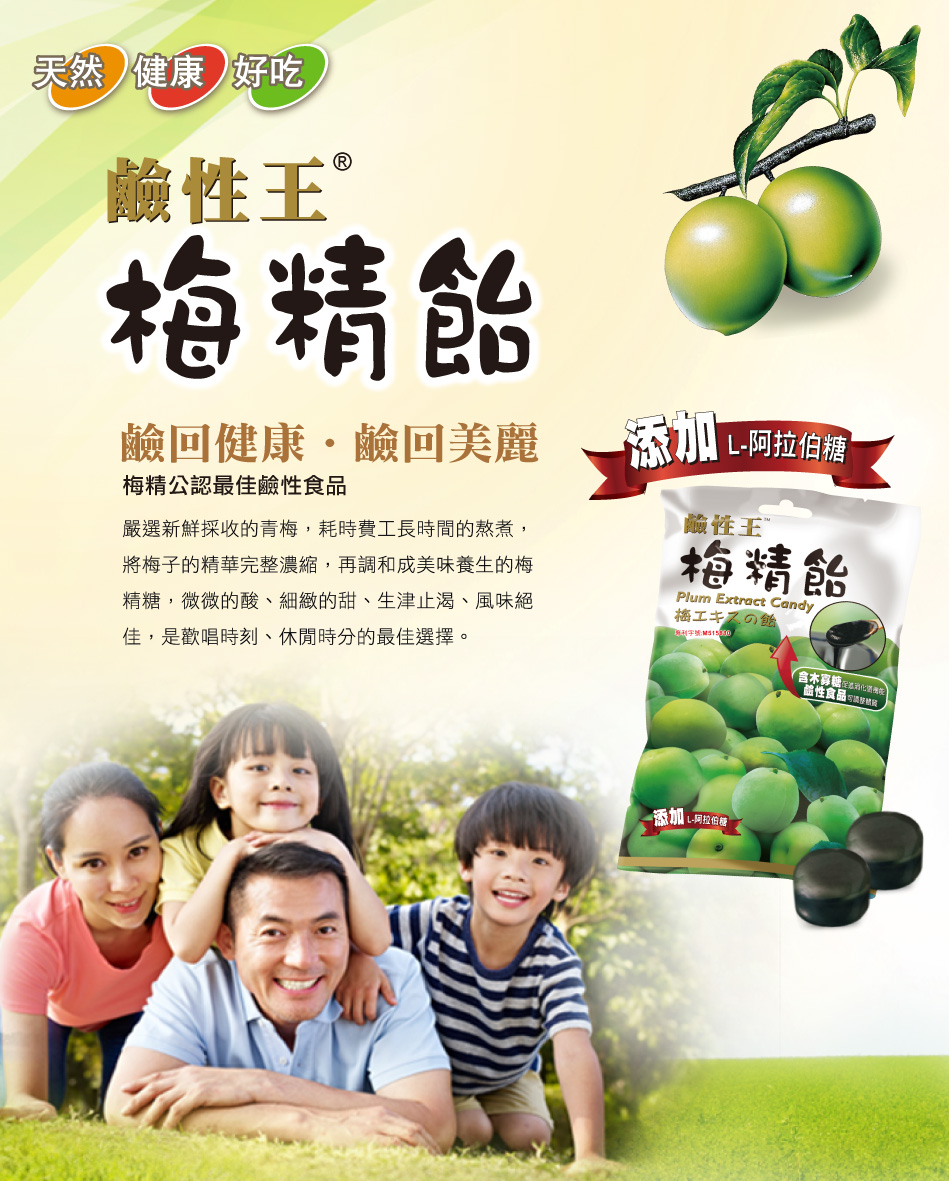 天然 健康 好吃
鹼性王®
梅精飴
鹼回健康・鹼回美麗
梅精公認最佳鹼性食品
嚴選新鮮採收的青梅，耗時費工長時間的熬煮，
將梅子的精華完整濃縮，再調和成美味養生的梅
精糖，微微的酸、細緻的甜、生津止渴、風味絕
佳，是歡唱時刻、休閒時分的最佳選擇。
添加 L-阿拉伯糖
鹼性王™
梅精飴
Plum Extract Candy
梅エキスの飴
含木寡糖
鹼性食品 可調整體質
添加 L-阿拉伯糖